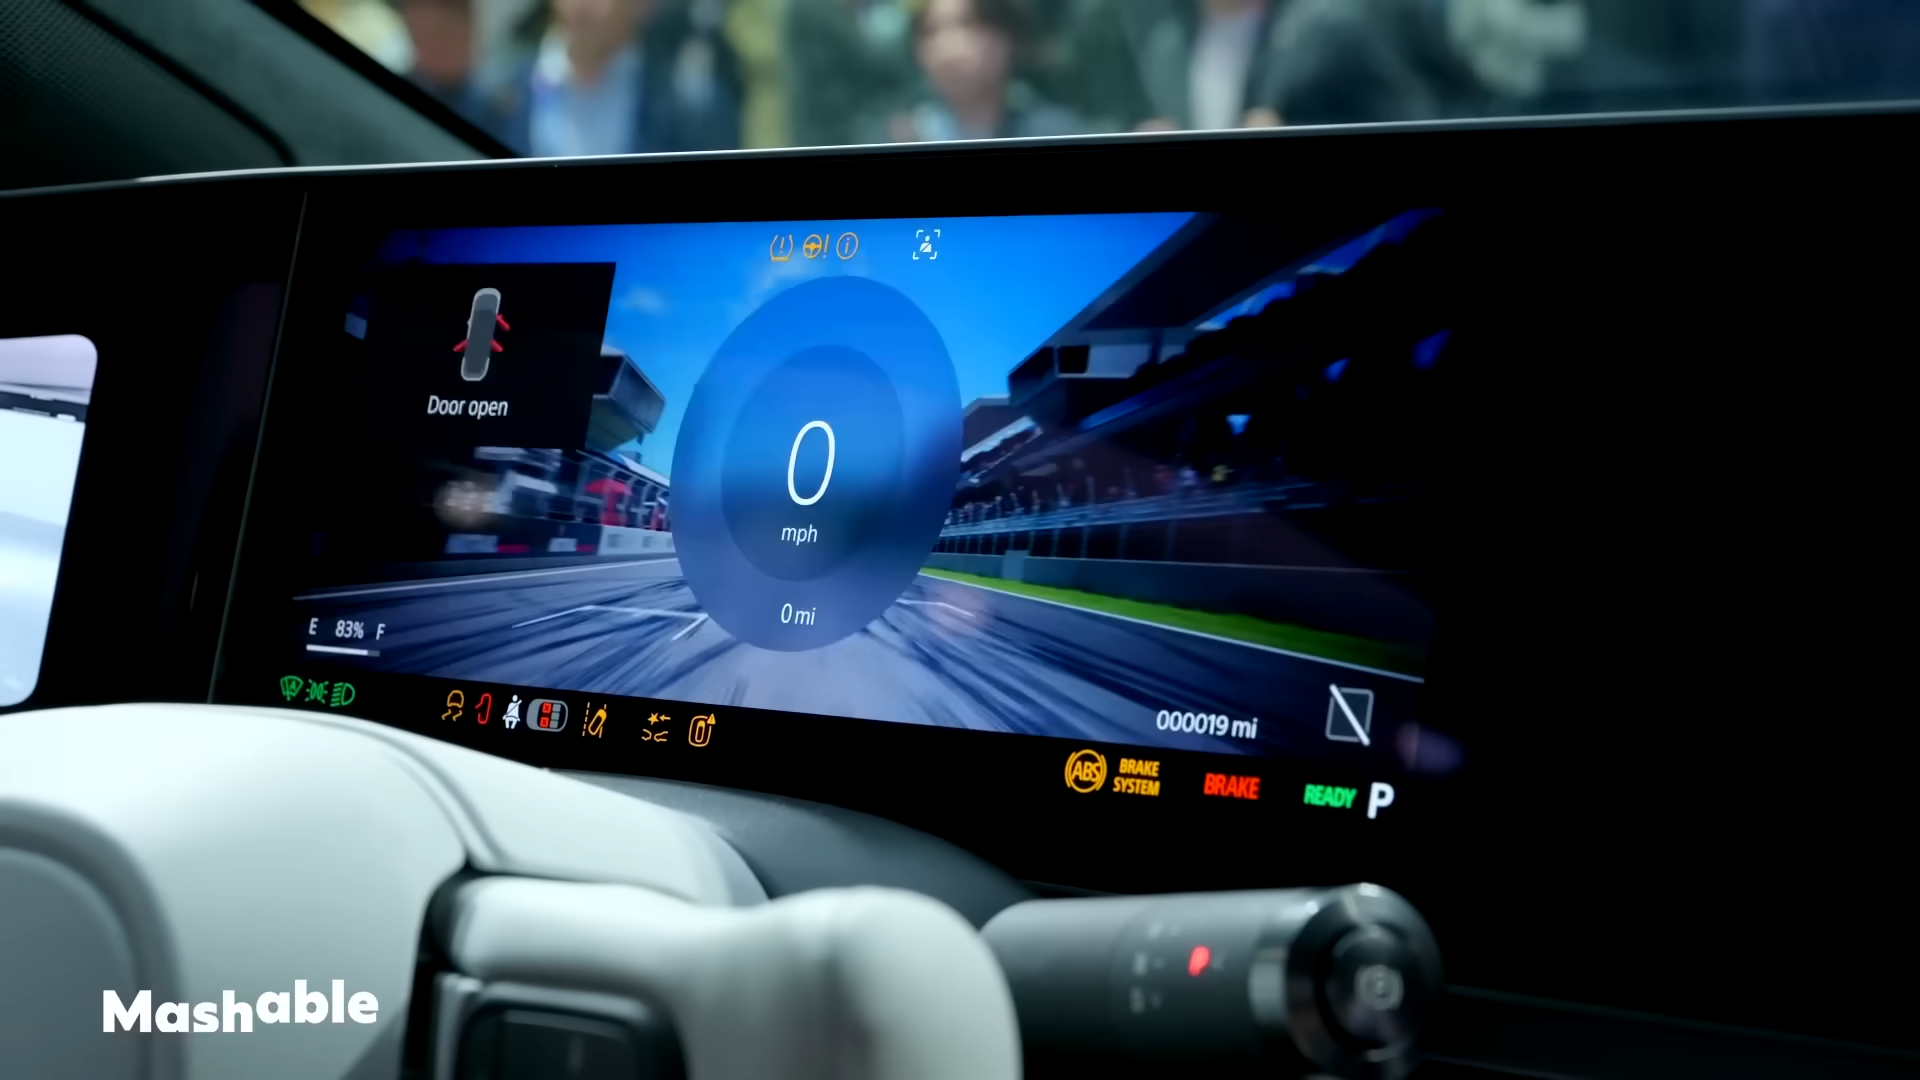 Door open
0
mph
0 mi
E 83% F
000019 mi
ABS
BRAKE
SYSTEM
BRAKE
READY P
P
Mashable